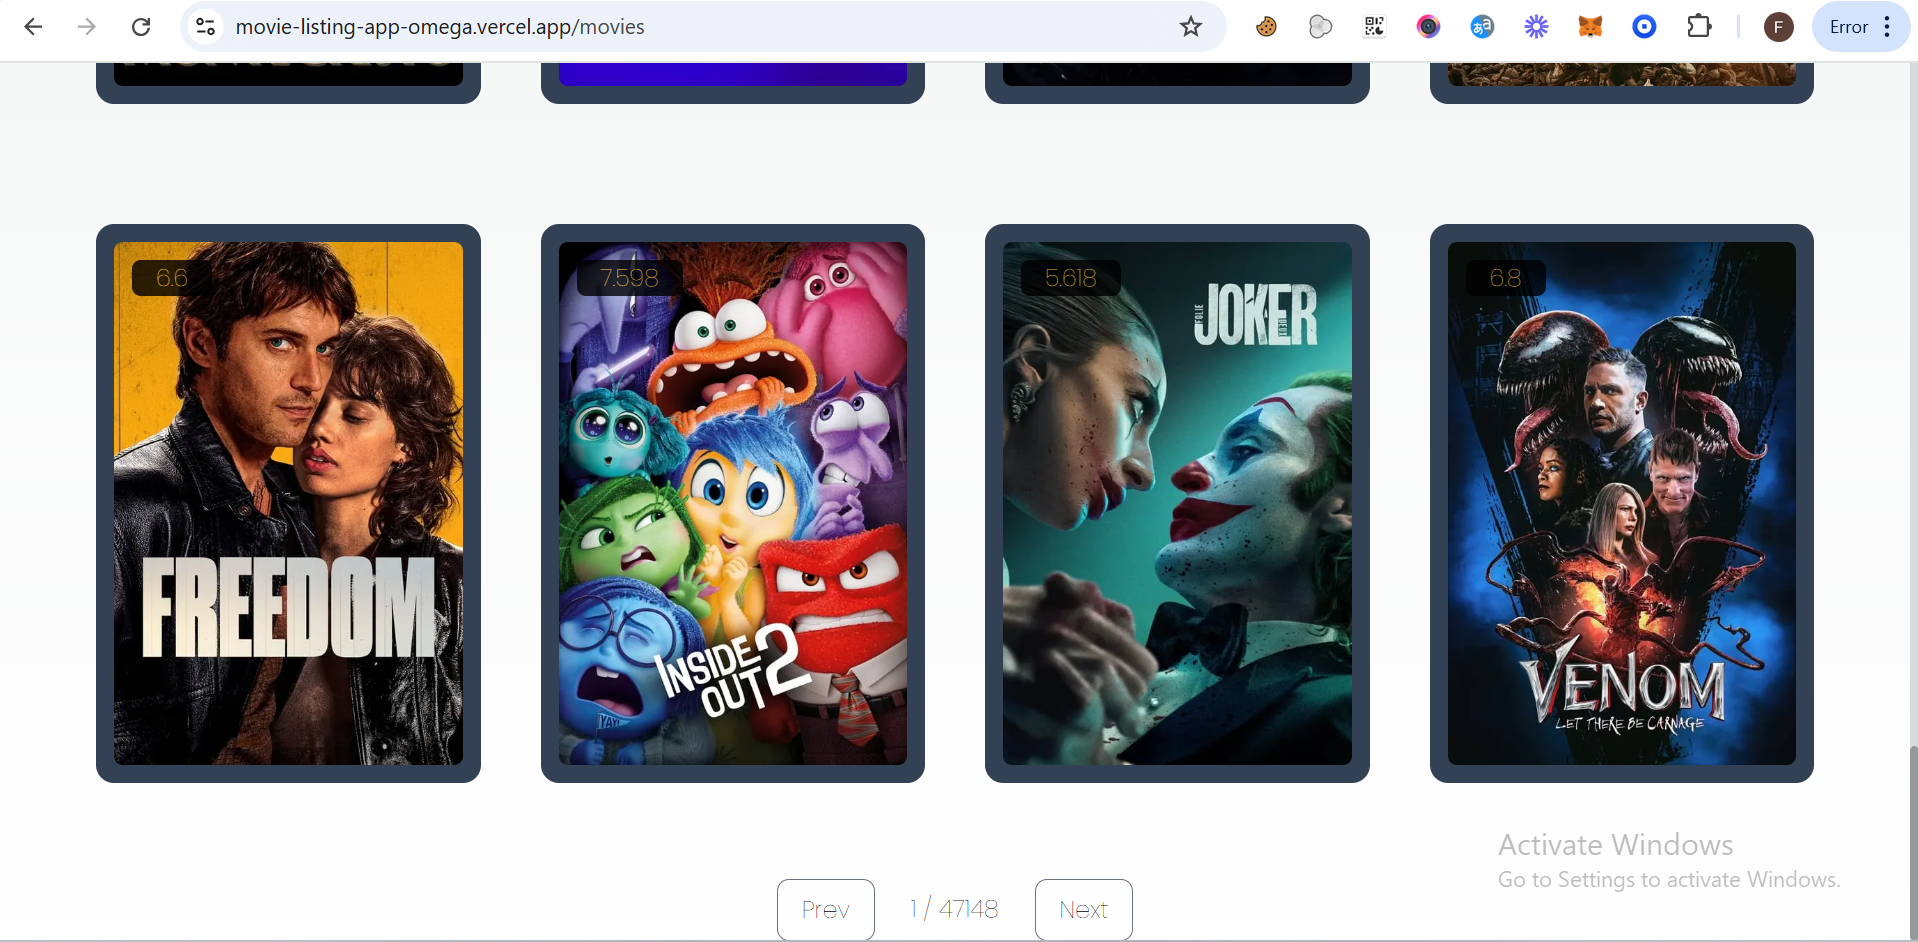 movie-listing-app-omega.vercel.app/movies
F
Error
6.6
7.598
5.618
6.8
FREEDOM
YAY!
INSIDE
OUT 2
JOKER
FOLIE
À DEUX
VENOM
LET THERE BE CARNAGE
Activate Windows
Go to Settings to activate Windows.
Prev
1 / 47148
Next